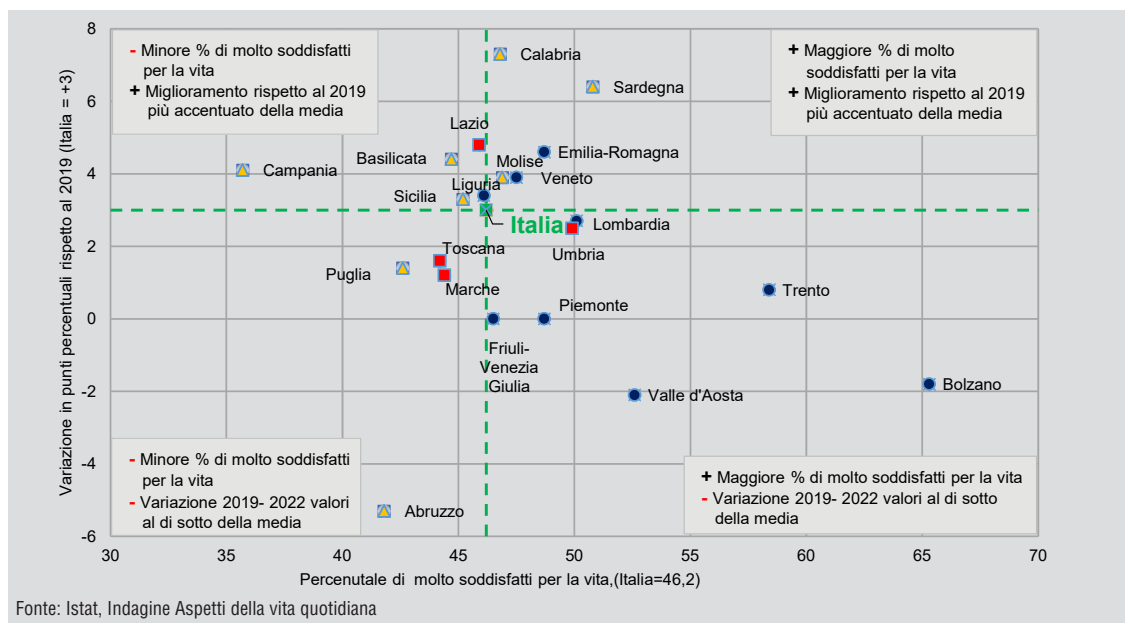 8
6
4
2
0
-2
-4
-6
Variazione in punti percentuali rispetto al 2019 (Italia = +3)
- Minore % di molto soddisfatti
per la vita
+ Miglioramento rispetto al 2019
più accentuato della media
+ Maggiore % di molto
soddisfatti per la vita
+ Miglioramento rispetto al 2019
più accentuato della media
Calabria
Sardegna
Lazio
Basilicata
Molise
Emilia-Romagna
Campania
Veneto
Sicilia
Liguria
Italia
Lombardia
Umbria
Toscana
Puglia
Marche
Trento
Piemonte
Friuli-
Venezia
Giulia
Valle d'Aosta
Bolzano
- Minore % di molto soddisfatti
per la vita
- Variazione 2019- 2022 valori
al di sotto della media
+ Maggiore % di molto soddisfatti per la vita
- Variazione 2019- 2022 valori al di sotto
della media
Abruzzo
30
35
40
45
50
55
60
65
70
Percenutale di molto soddisfatti per la vita,(Italia=46,2)
Fonte: Istat, Indagine Aspetti della vita quotidiana